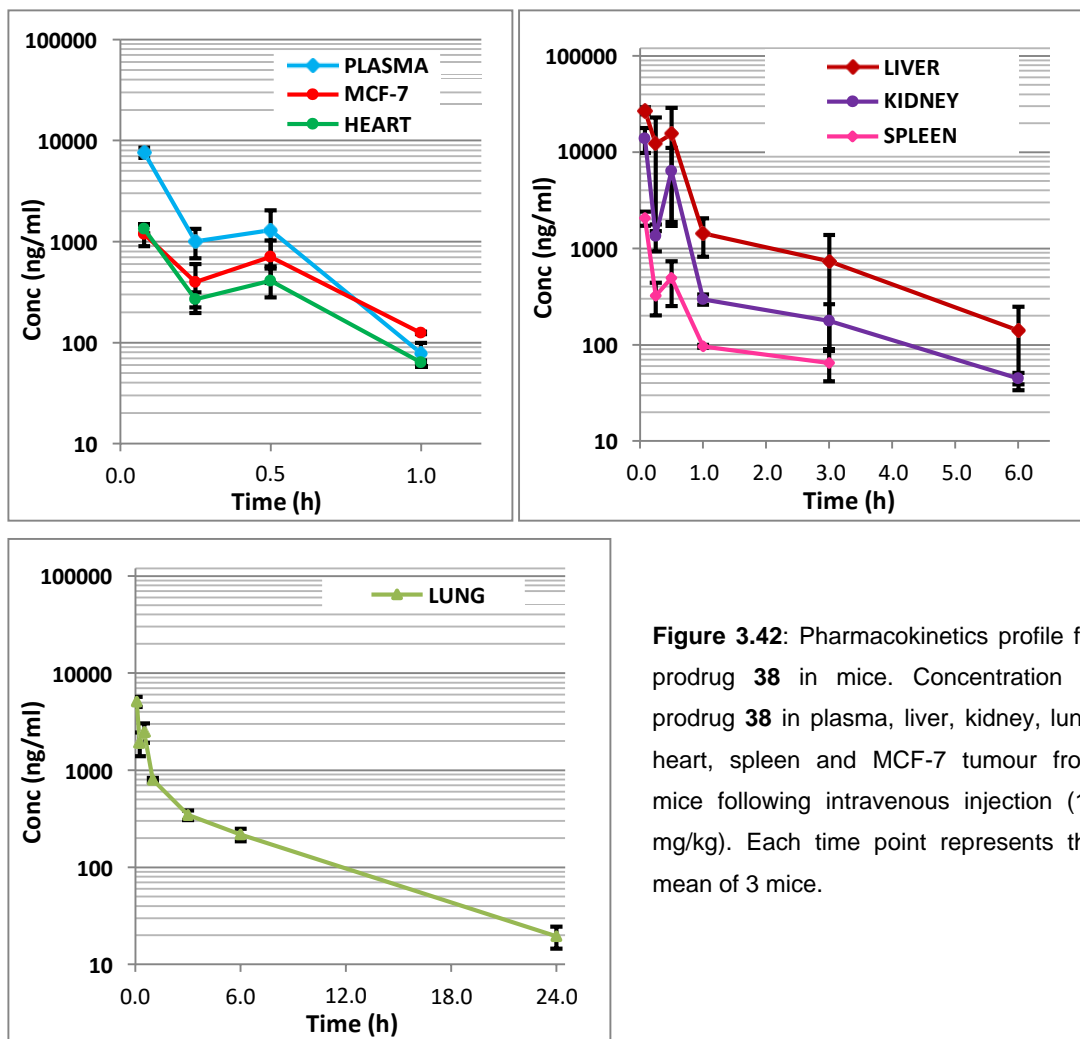 100000
10000
1000
100
10
Conc (ng/ml)
PLASMA
MCF-7
HEART
0.0 0.5 1.0
Time (h)
100000
10000
1000
100
10
Conc (ng/ml)
LIVER
KIDNEY
SPLEEN
0.0 1.0 2.0 3.0 4.0 5.0 6.0
Time (h)
100000
10000
1000
100
10
Conc (ng/ml)
LUNG
0.0 6.0 12.0 18.0 24.0
Time (h)
Figure 3.42: Pharmacokinetics profile
prodrug 38 in mice. Concentration
prodrug 38 in plasma, liver, kidney,
heart, spleen and MCF-7 tumour
mice following intravenous injection
mg/kg). Each time point represents
mean of 3 mice.